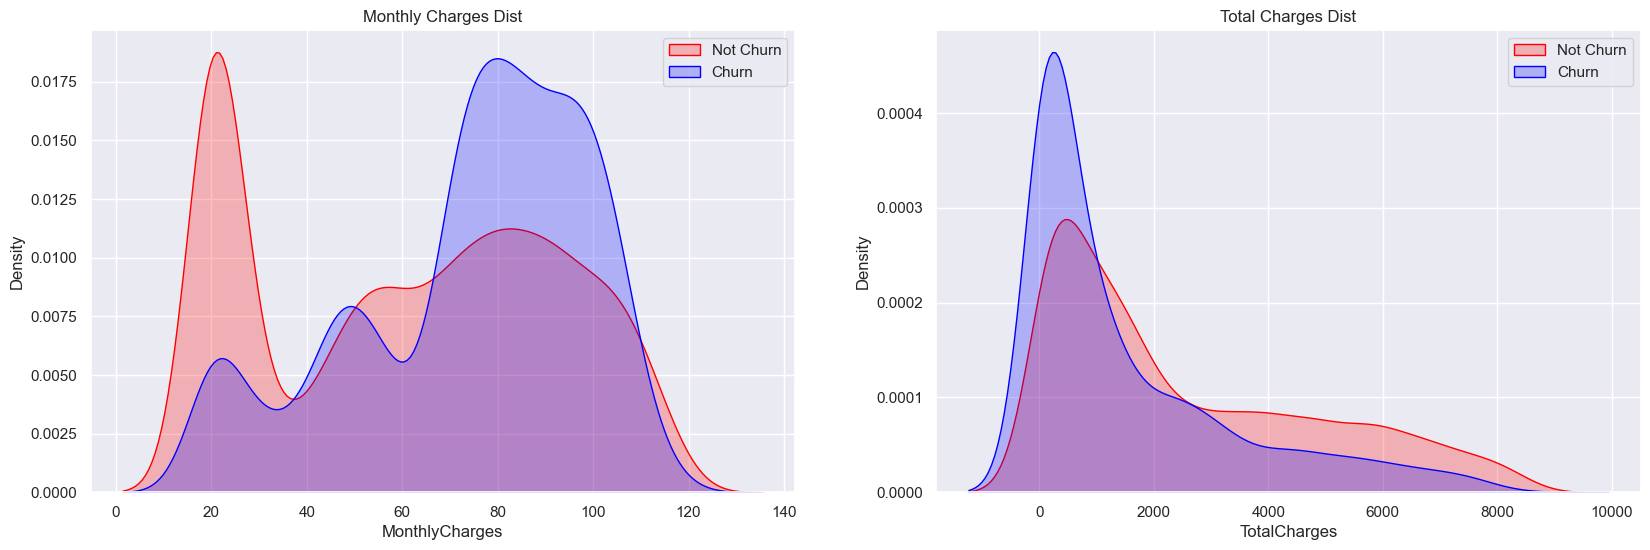 Monthly Charges Dist
Not Churn
Churn
Density
0.0175
0.0150
0.0125
0.0100
0.0075
0.0050
0.0025
0.0000
0 20 40 60 80 100 120 140
MonthlyCharges
Total Charges Dist
Not Churn
Churn
Density
0.0004
0.0003
0.0002
0.0001
0.0000
0 2000 4000 6000 8000 10000
TotalCharges